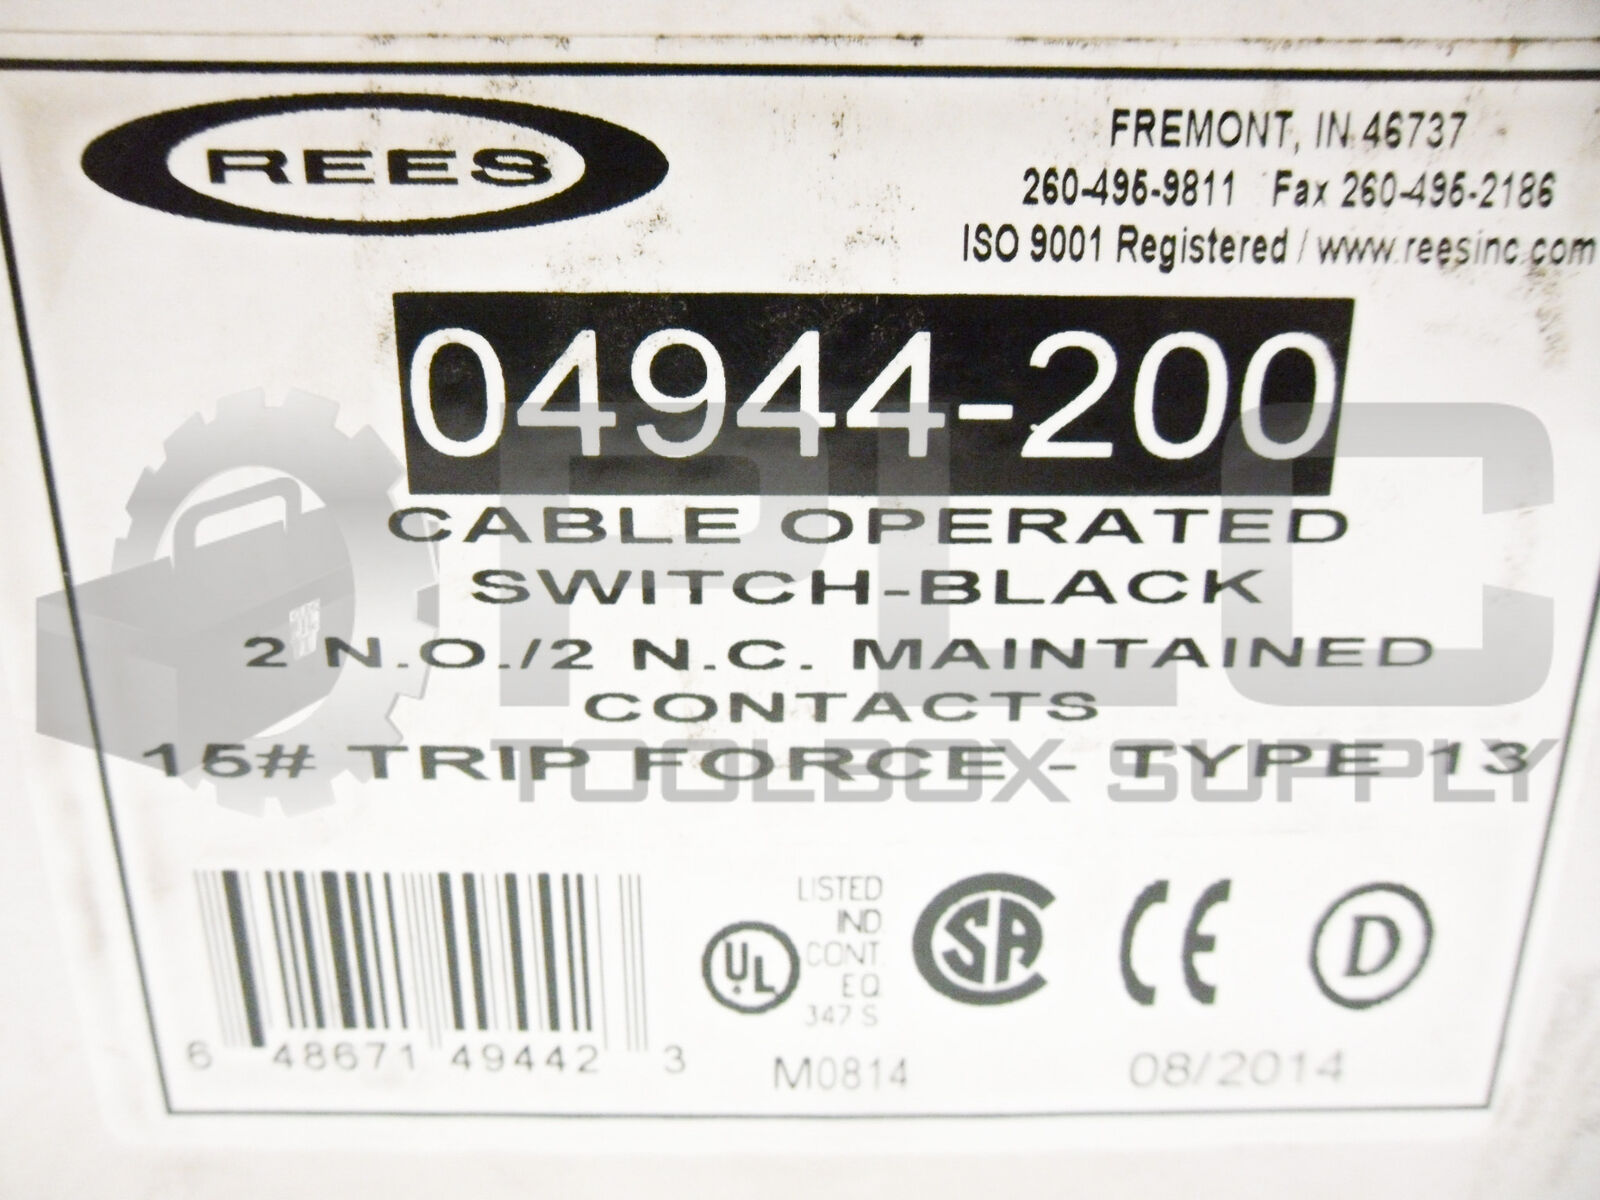 REES
FREMONT, IN 46737
260-495-9811 Fax 260-495-2186
ISO 9001 Registered / www.reesinc.com
04944-200
CABLE OPERATED
SWITCH-BLACK
2 N.O./2 N.C. MAINTAINED
CONTACTS
15# TRIP FORCE - TYPE 13
PLC
TOOLBOX SUPPLY
LISTED
IND.
CONT.
EQ
347 S
UL
SA
CE
D
6 48671 49442 3
M0814
08/2014